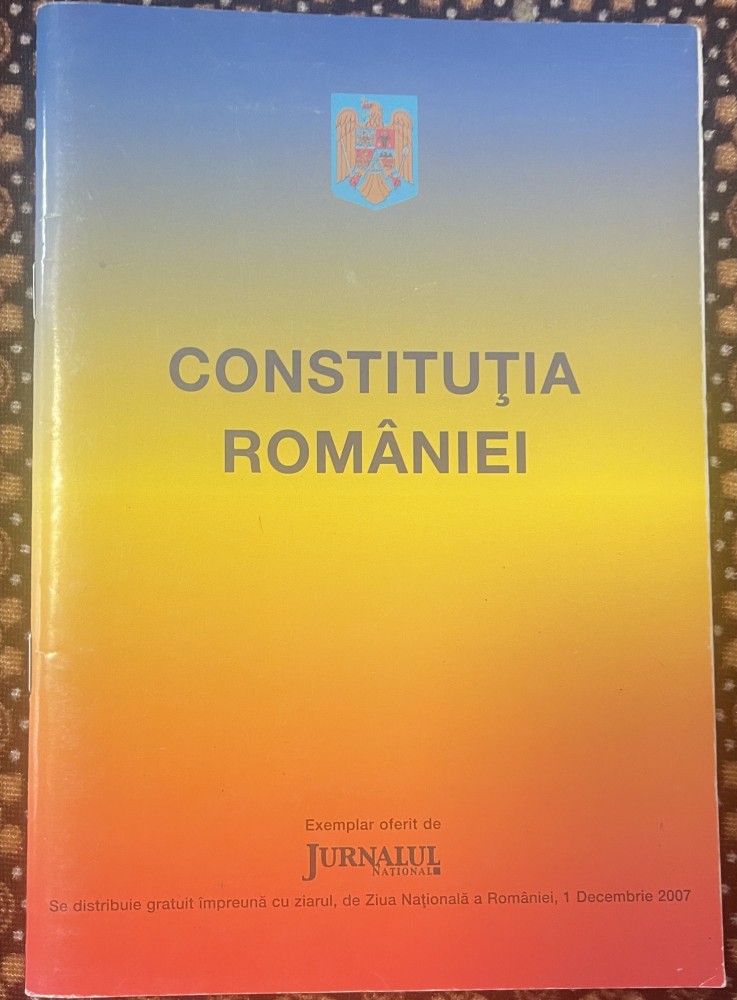 CONSTITUŢIA
ROMÂNIEI
Exemplar oferit de
JURNALUL
NAŢIONAL
Se distribuie gratuit împreună cu ziarul, de Ziua Naţională a României, 1 Decembrie 2007